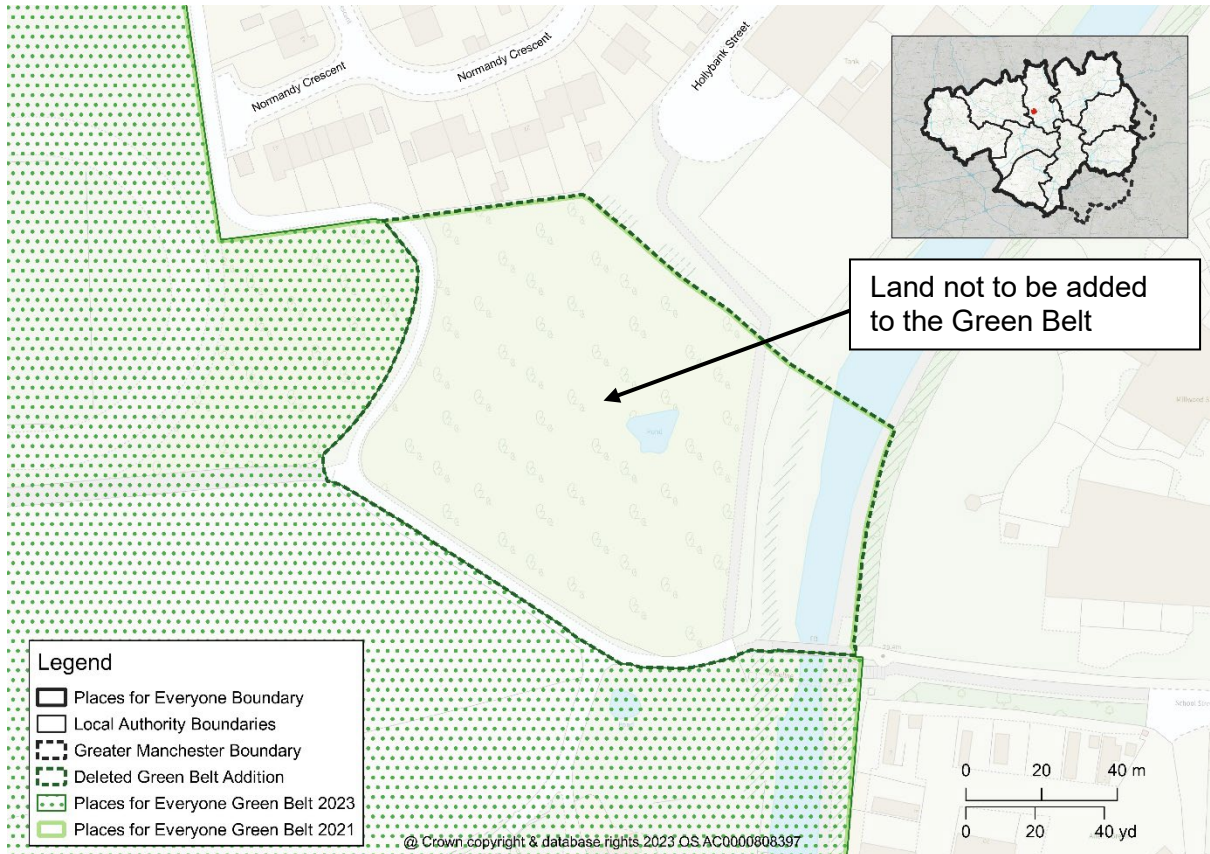 Normandy Crescent
Normandy Crescent
Hollybank Street
Tank
Land not to be added
to the Green Belt
Pond
Legend
Places for Everyone Boundary
Local Authority Boundaries
Greater Manchester Boundary
Deleted Green Belt Addition
Places for Everyone Green Belt 2023
Places for Everyone Green Belt 2021
0 20 40 m
0 20 40 yd
@ Crown copyright & database rights 2023 OS AC0000808397